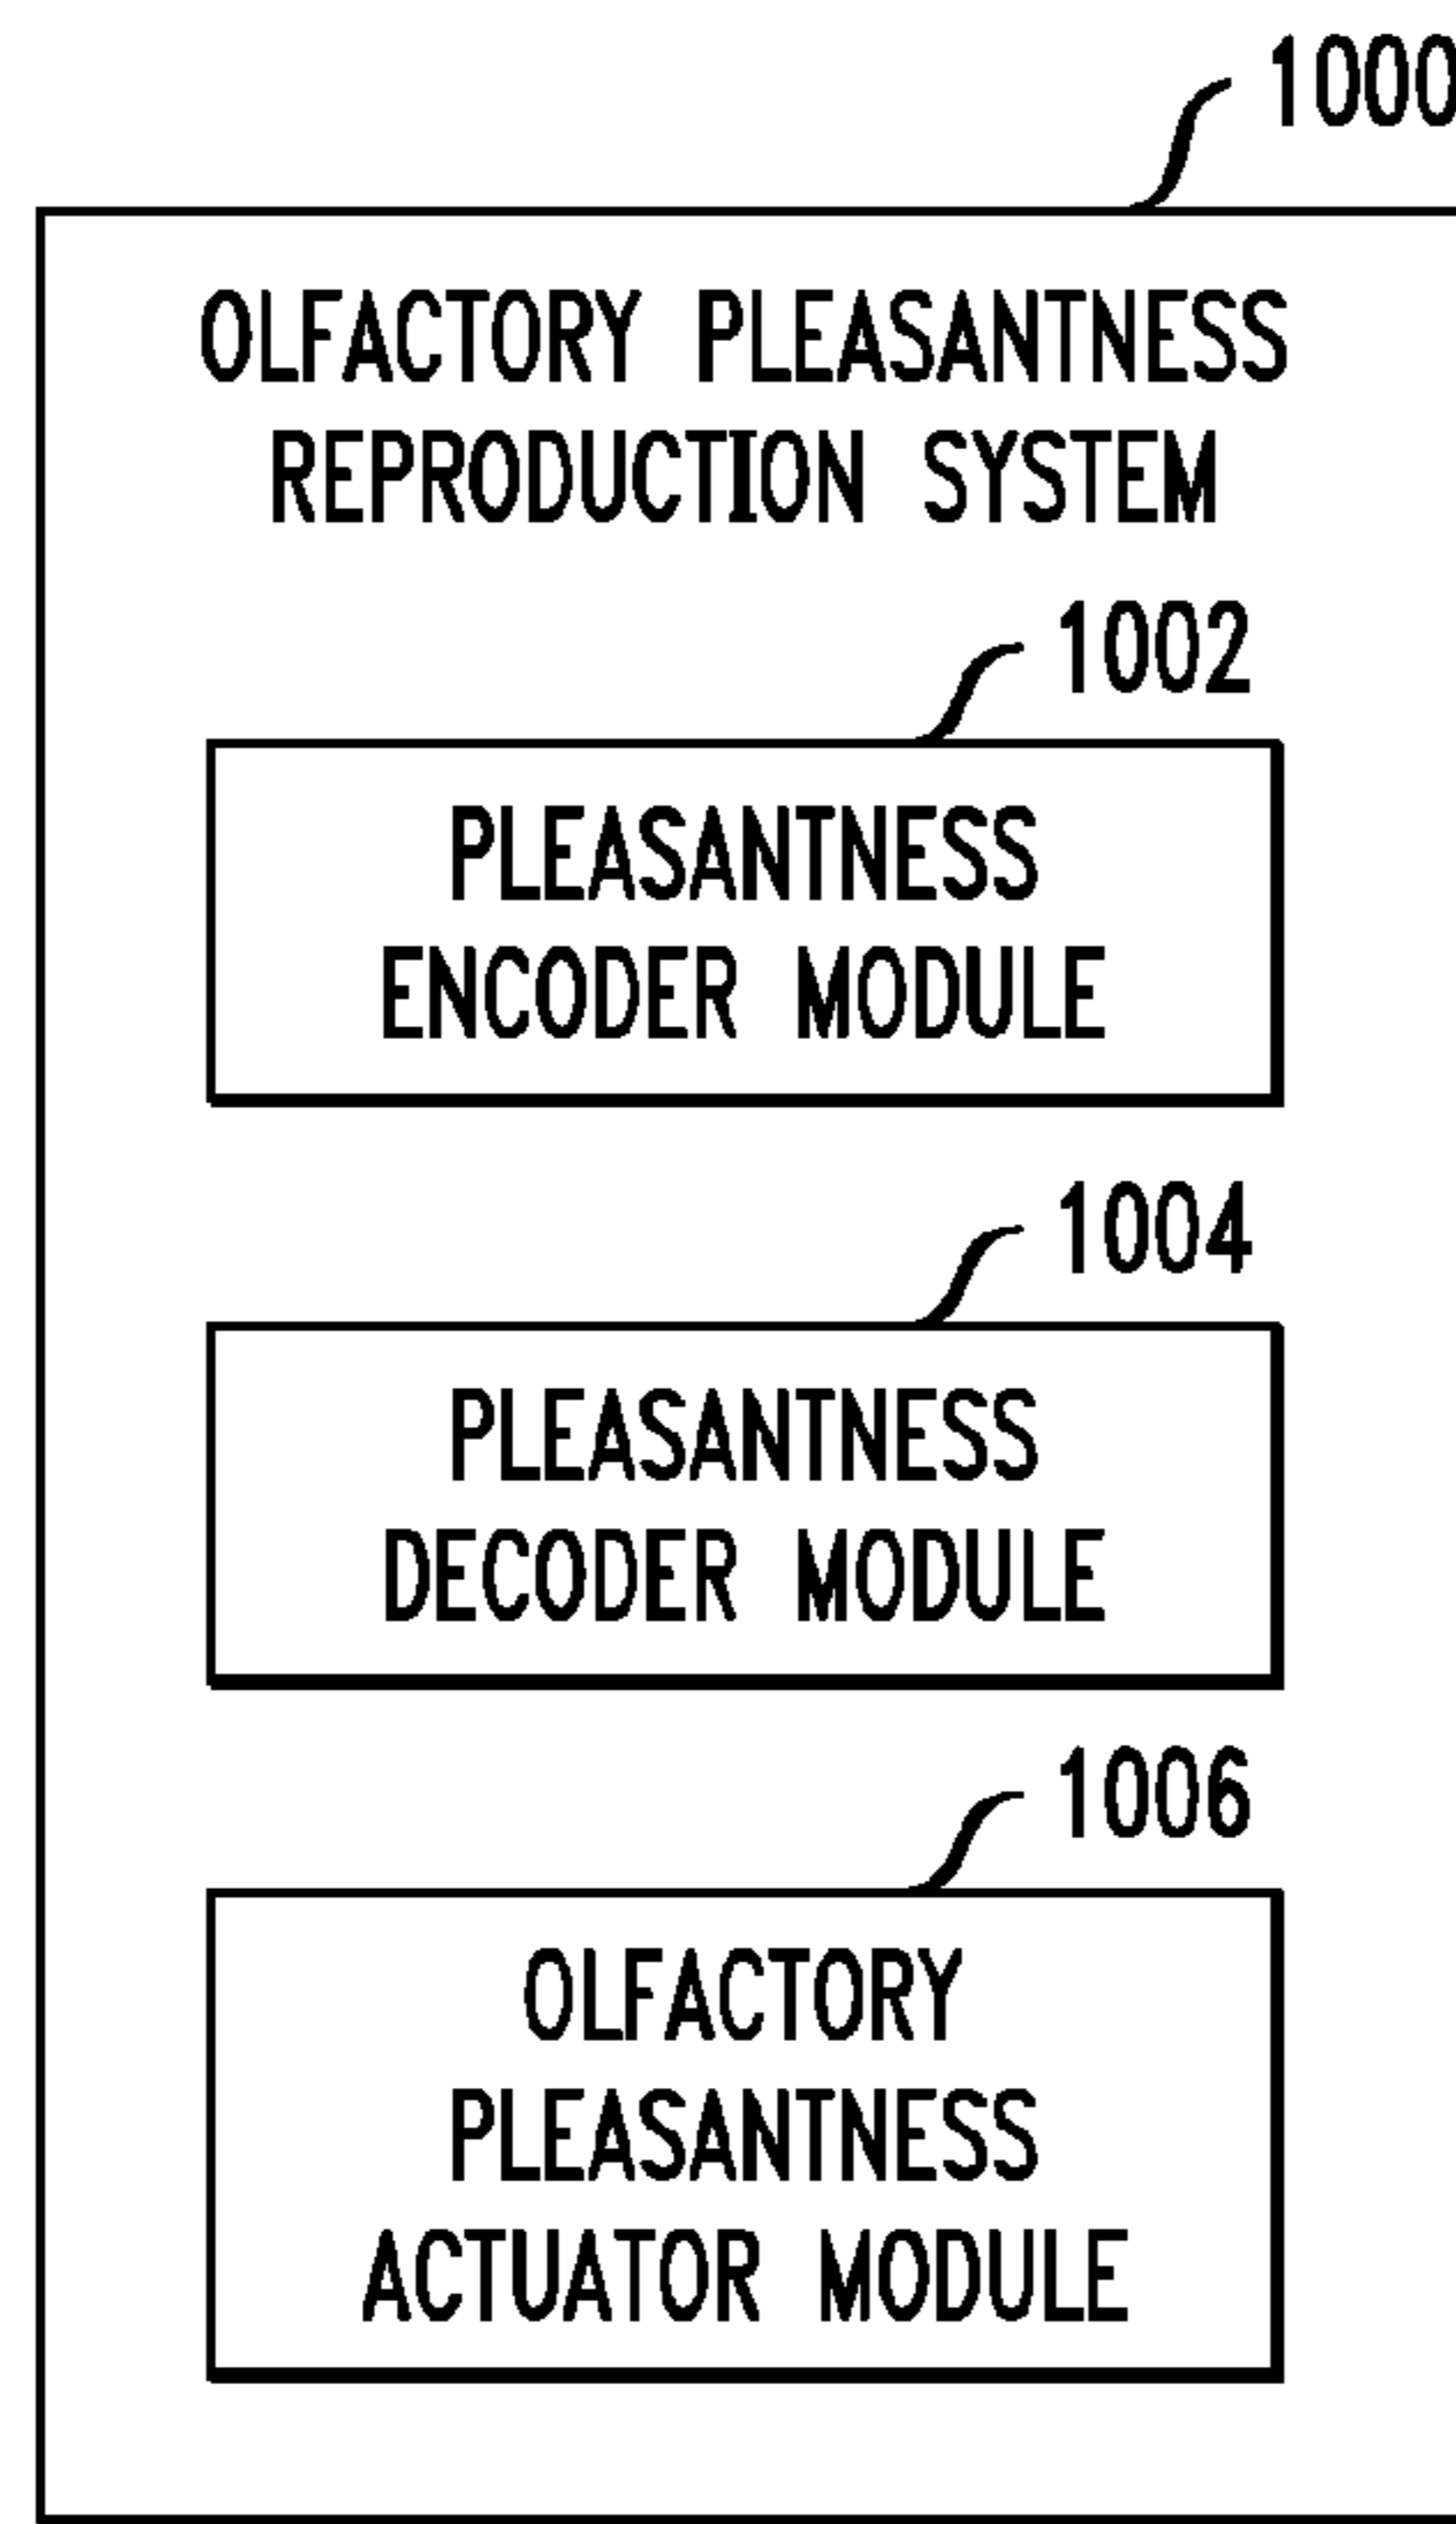 1000
OLFACTORY PLEASANTNESS
REPRODUCTION SYSTEM
1002
PLEASANTNESS
ENCODER MODULE
1004
PLEASANTNESS
DECODER MODULE
1006
OLFACTORY
PLEASANTNESS
ACTUATOR MODULE